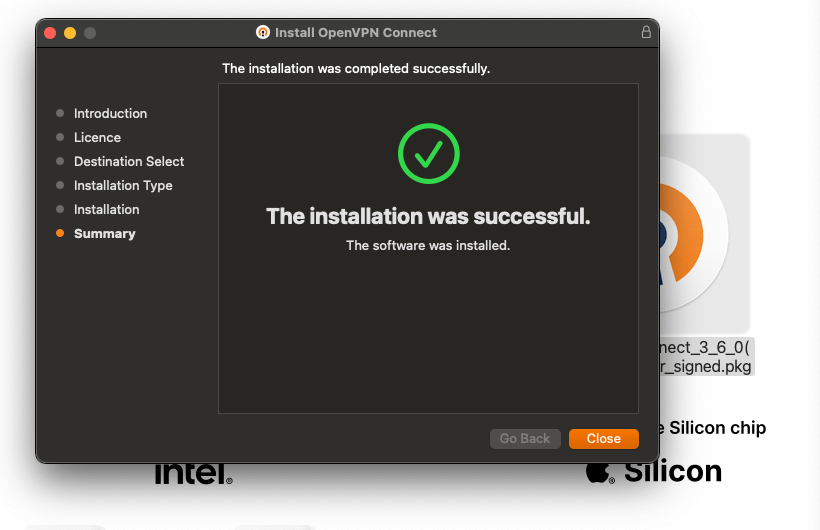 Install OpenVPN Connect
The installation was completed successfully.
Introduction
Licence
Destination Select
Installation Type
Installation
Summary
The installation was successful.
The software was installed.
Go Back
Close
nect_3_6_0(
r_signed.pkg
e Silicon chip
intel®
® Silicon